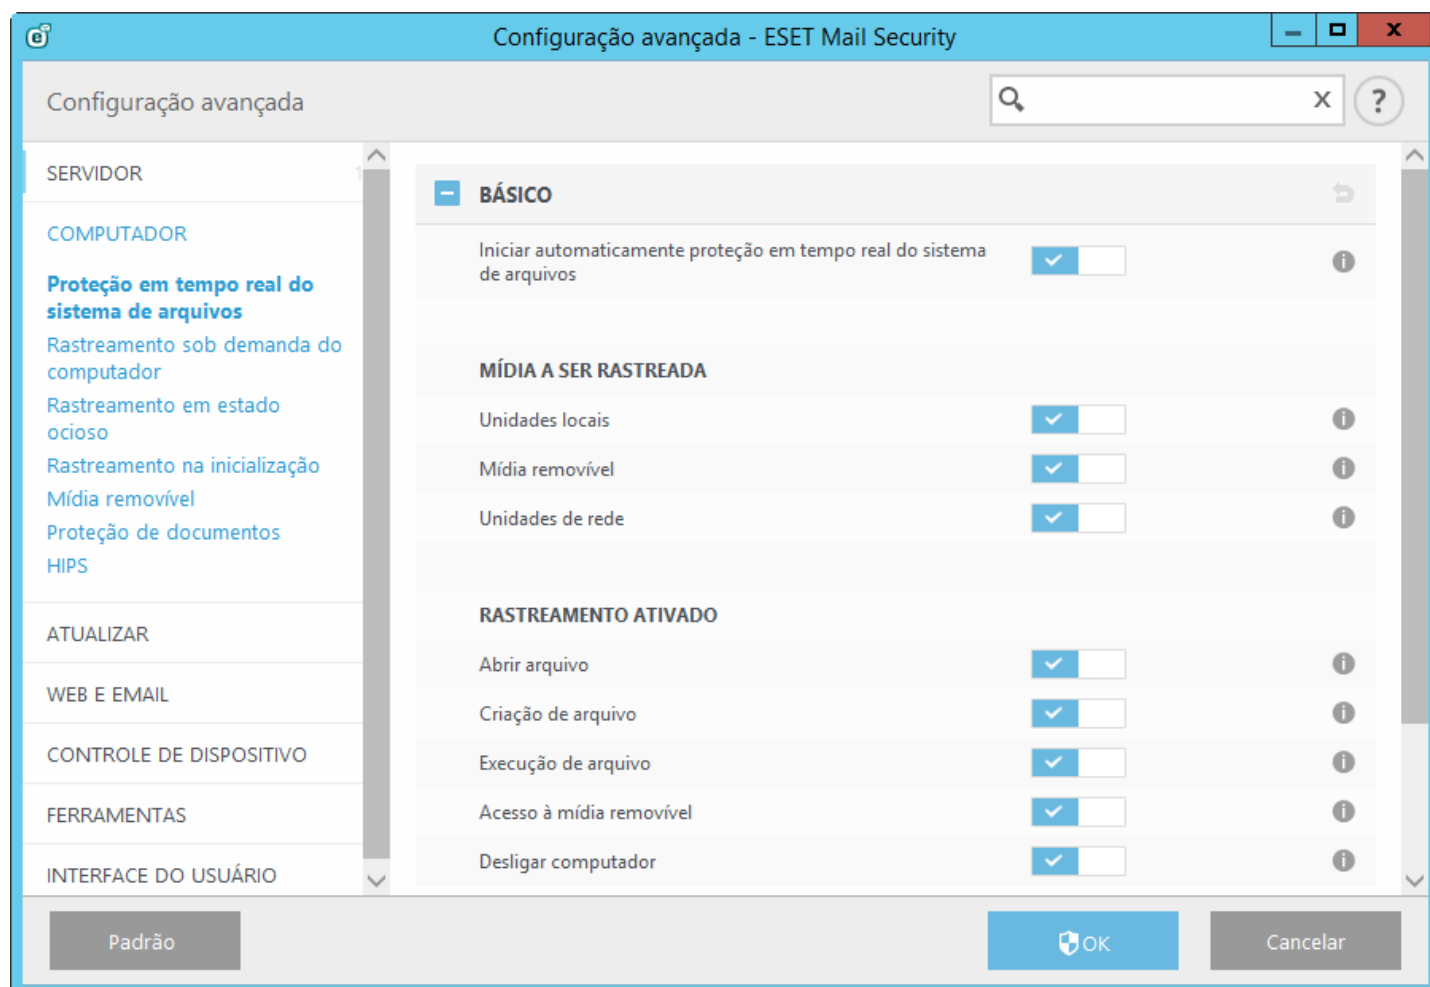 Configuração avançada - ESET Mail Security
Configuração avançada
x
?
SERVIDOR
1
COMPUTADOR
Proteção em tempo real do
sistema de arquivos
Rastreamento sob demanda do
computador
Rastreamento em estado
ocioso
Rastreamento na inicialização
Mídia removível
Proteção de documentos
HIPS
ATUALIZAR
WEB E EMAIL
CONTROLE DE DISPOSITIVO
FERRAMENTAS
INTERFACE DO USUÁRIO
BÁSICO
Iniciar automaticamente proteção em tempo real do sistema
de arquivos
MÍDIA A SER RASTREADA
Unidades locais
Mídia removível
Unidades de rede
RASTREAMENTO ATIVADO
Abrir arquivo
Criação de arquivo
Execução de arquivo
Acesso à mídia removível
Desligar computador
Padrão
OK
Cancelar